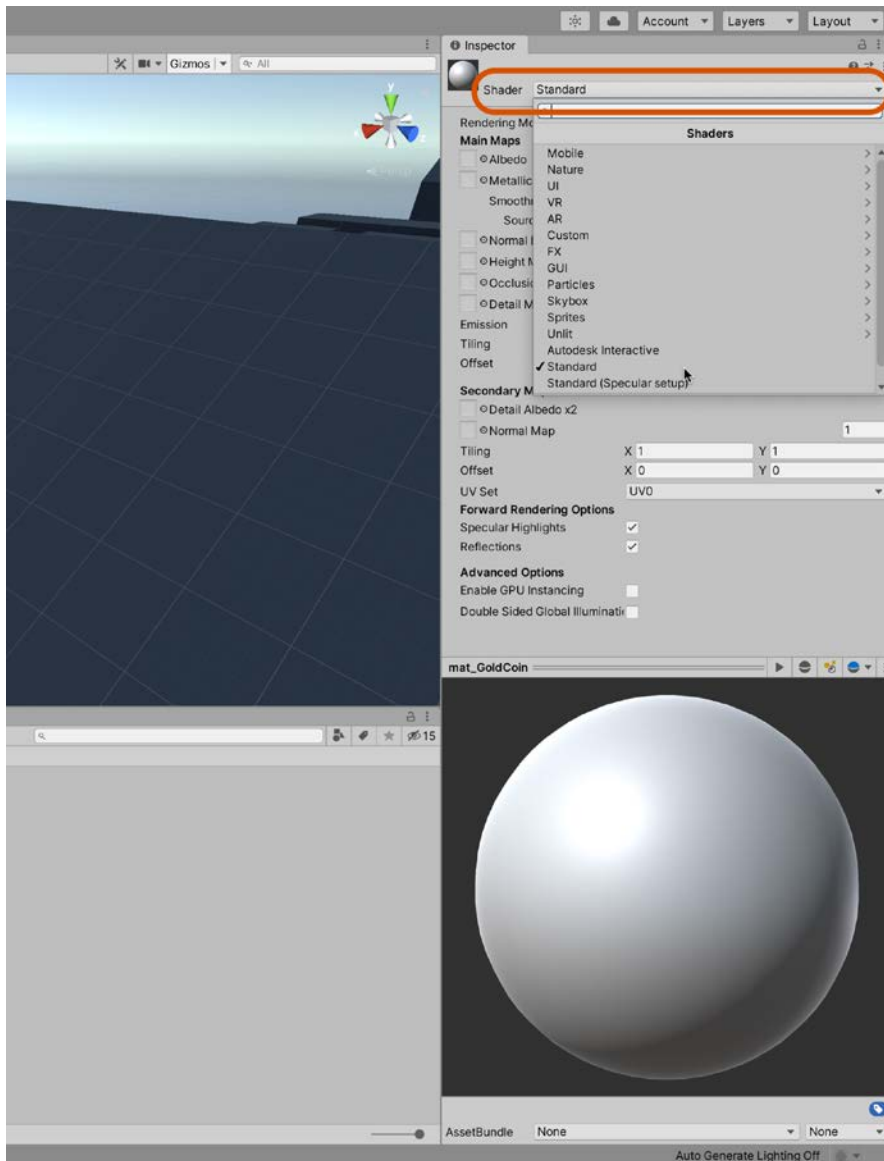 Account Layers Layout
Inspector
Gizmos All
y
z
Shader Standard
Shaders
Rendering Mo
Main Maps
Albedo
Metallic
Smooth
Sourc
Normal
Height M
Occlusi
Detail M
Emission
Tiling
Offset
Mobile
Nature
UI
VR
AR
Custom
FX
GUI
Particles
Skybox
Sprites
Unlit
Autodesk Interactive
✓ Standard
Standard (Specular setup)
Secondary M
Detail Albedo x2
Normal Map 1
Tiling X 1 Y 1
Offset X 0 Y 0
UV Set UV0
Forward Rendering Options
Specular Highlights
Reflections
Advanced Options
Enable GPU Instancing
Double Sided Global Illuminati
mat_GoldCoin
15
AssetBundle None None
Auto Generate Lighting Off